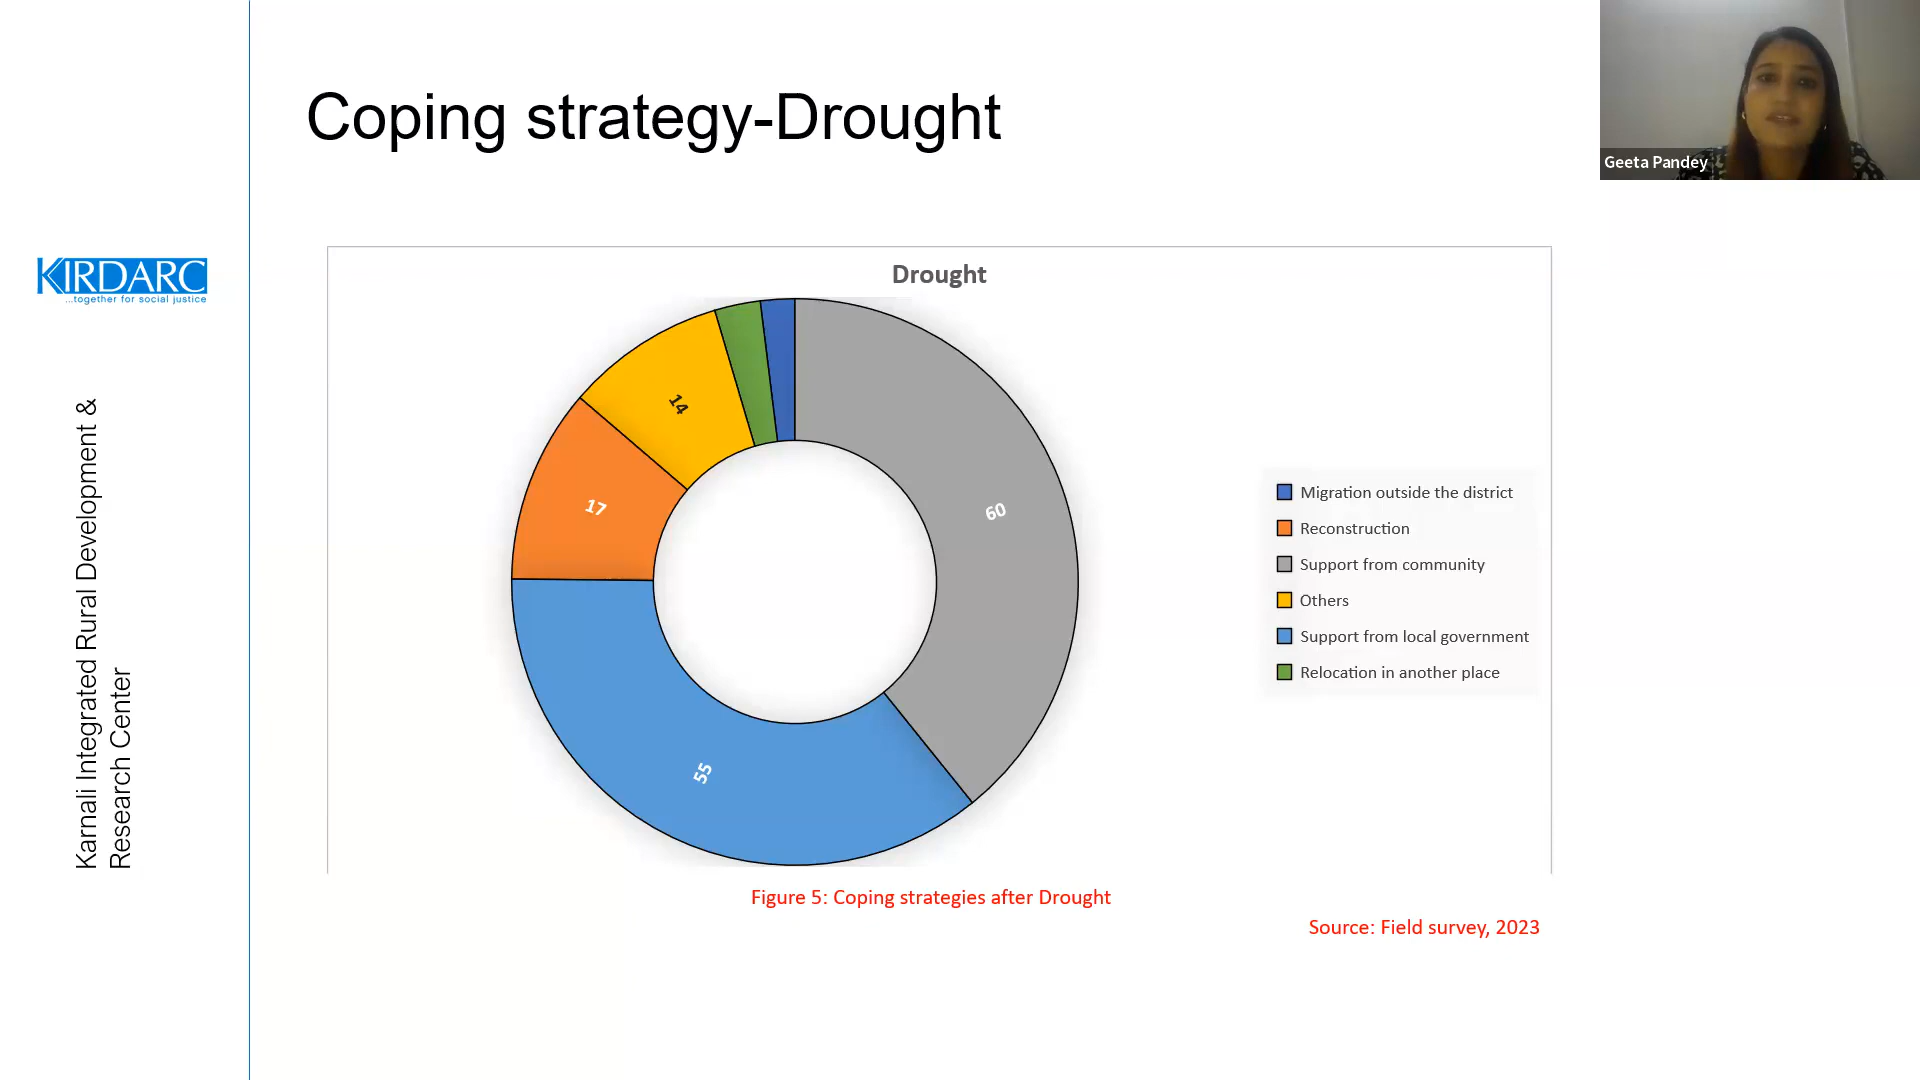 Coping strategy-Drought
Geeta Pandey
KIRDARC
...together for social justice
Karnali Integrated Rural Development &
Research Center
Drought
60
55
17
14
Migration outside the district
Reconstruction
Support from community
Others
Support from local government
Relocation in another place
Figure 5: Coping strategies after Drought
Source: Field survey, 2023